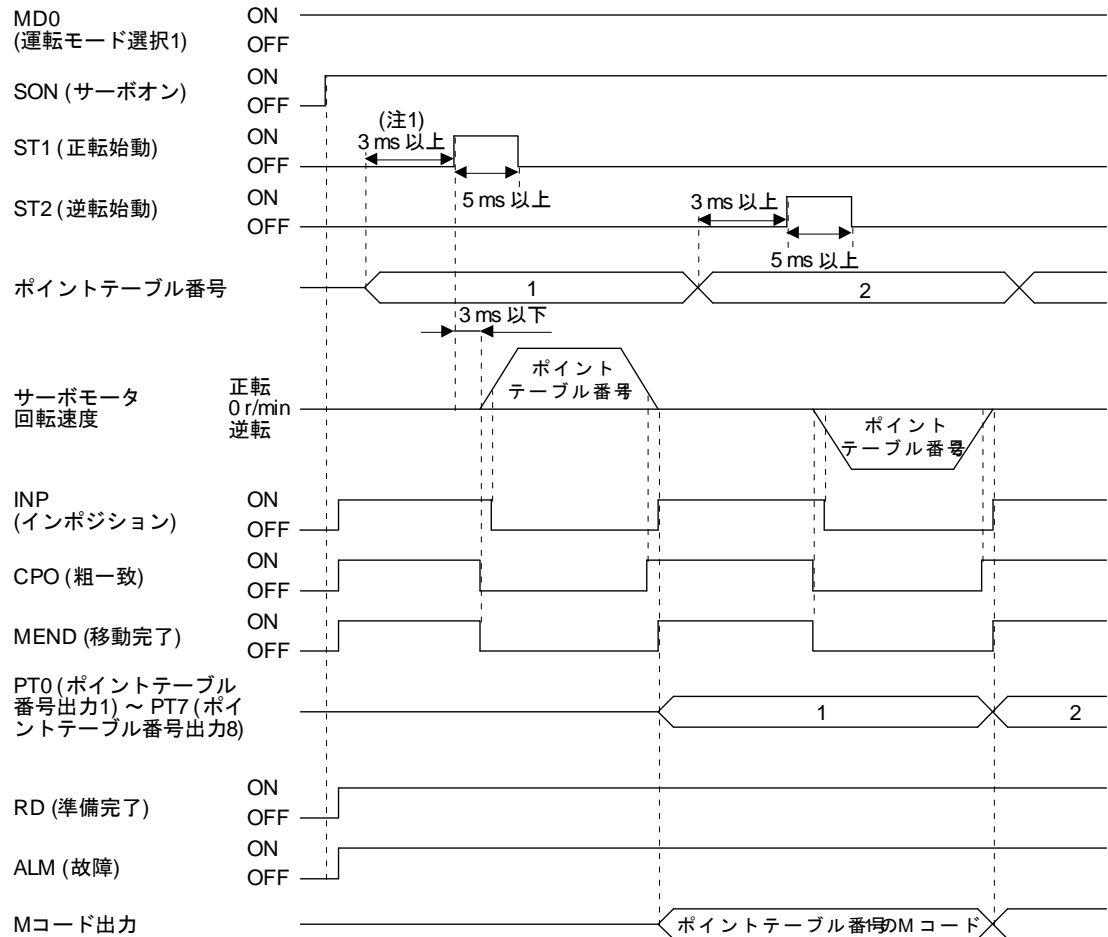 MD0
(運転モード選択1)
ON
OFF
SON (サーボオン)
ON
OFF
ST1 (正転始動)
ON
OFF
(注1)
3 ms 以上
5 ms 以上
ST2 (逆転始動)
ON
OFF
3 ms 以上
5 ms 以上
ポイントテーブル番号
1
2
3 ms 以下
サーボモータ
回転速度
正転
0 r/min
逆転
ポイント
テーブル番号
ポイント
テーブル番号
INP
(インポジション)
ON
OFF
CPO (粗一致)
ON
OFF
MEND (移動完了)
ON
OFF
PT0 (ポイントテーブル
番号出力1) ~ PT7 (ポイ
ントテーブル番号出力8)
1
2
RD (準備完了)
ON
OFF
ALM (故障)
ON
OFF
Mコード出力
ポイントテーブル番号のMコード